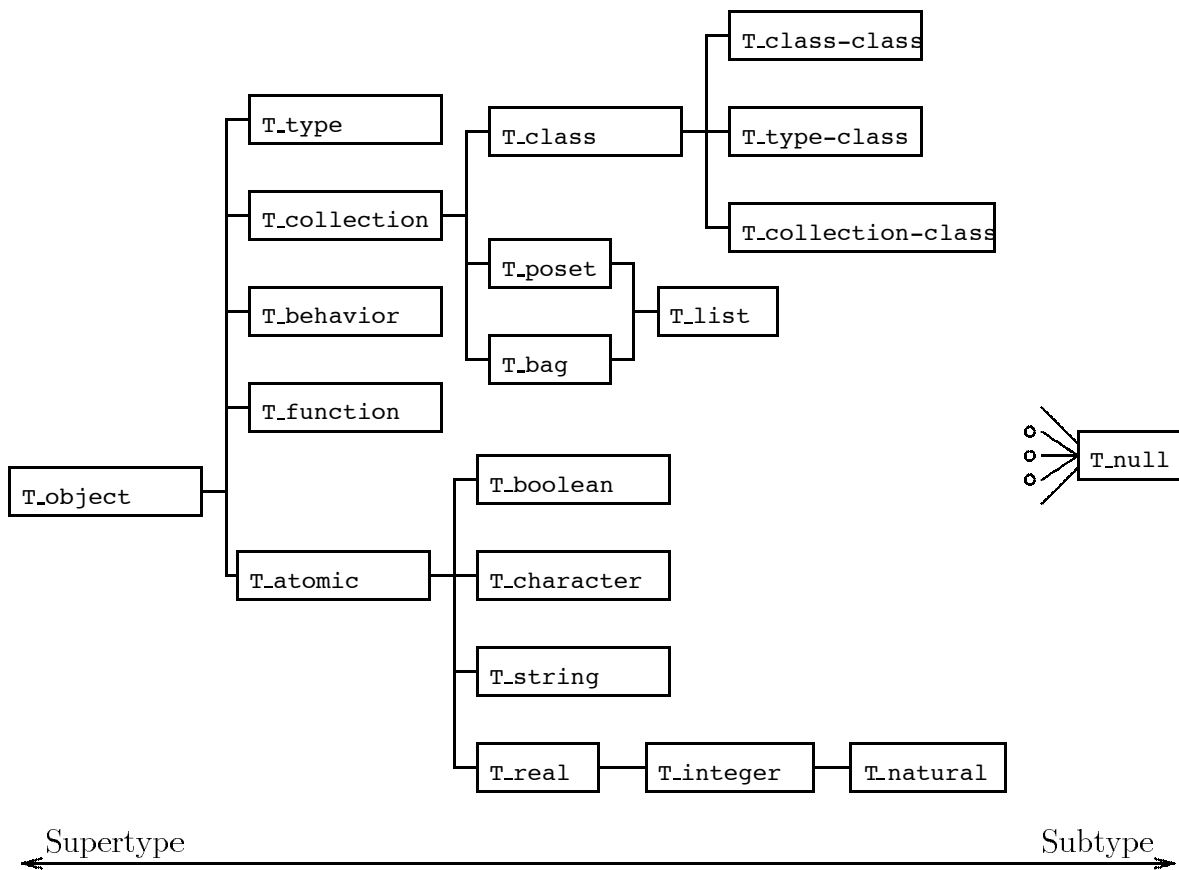 T_class-class
T_type
T_class
T_type-class
T_collection
T_collection-class
T_poset
T_behavior
T_list
T_bag
T_function
T_null
T_object
T_boolean
T_atomic
T_character
T_string
T_real
T_integer
T_natural
Supertype
Subtype